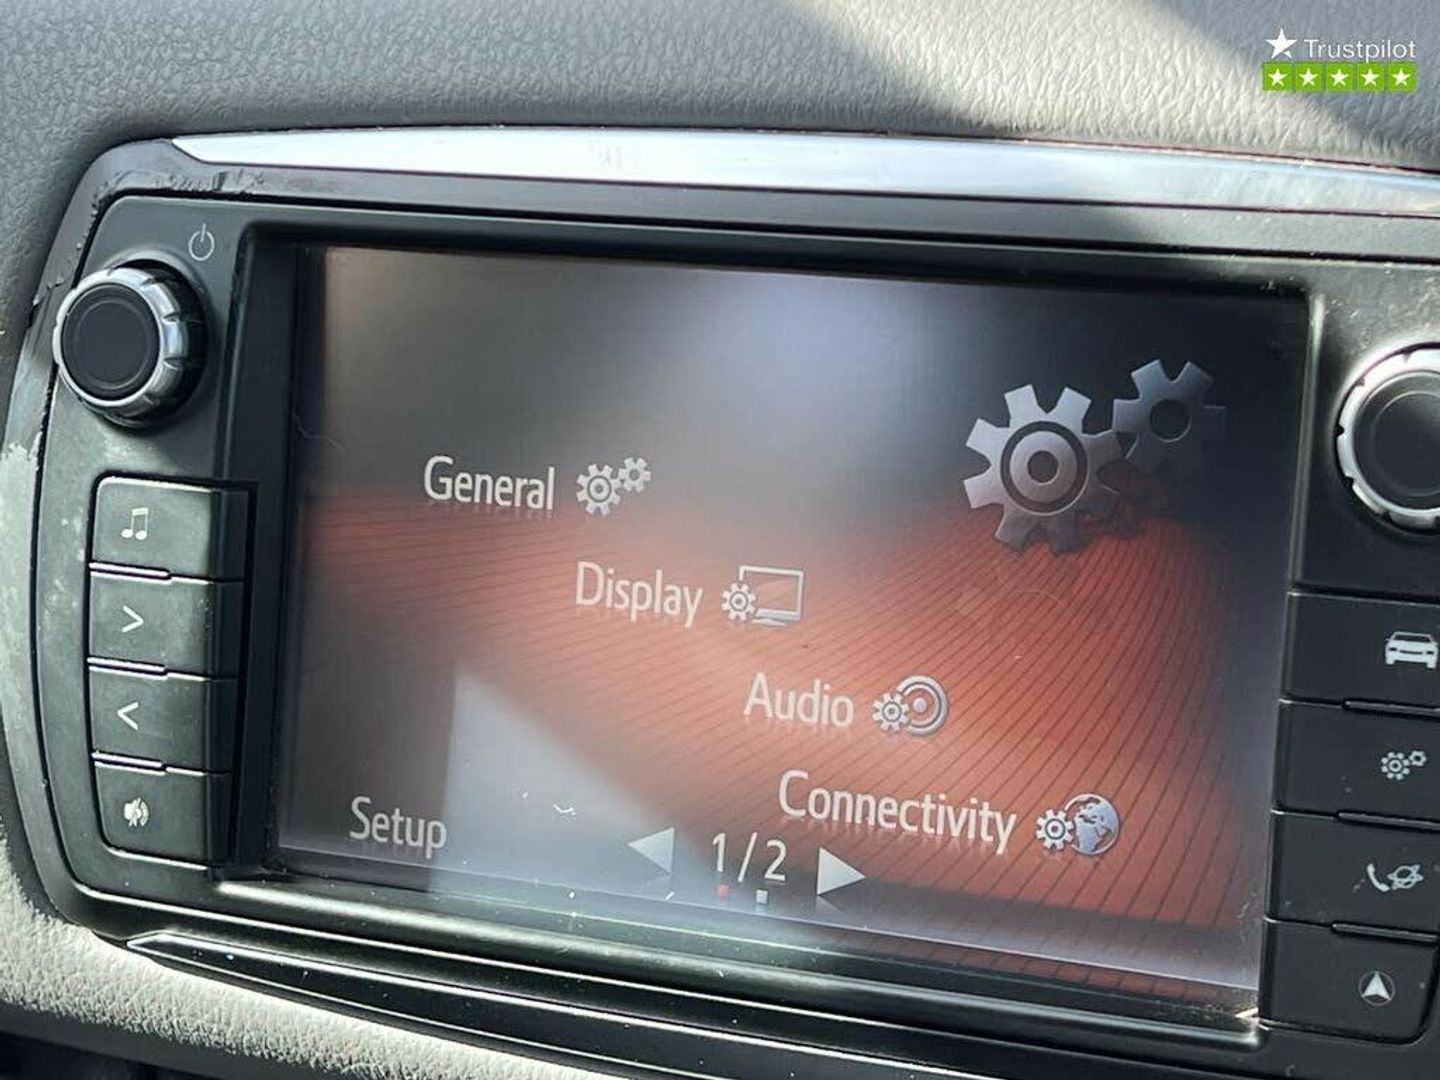 Trustpilot
General
Display
Audio
Connectivity
Setup
1/2